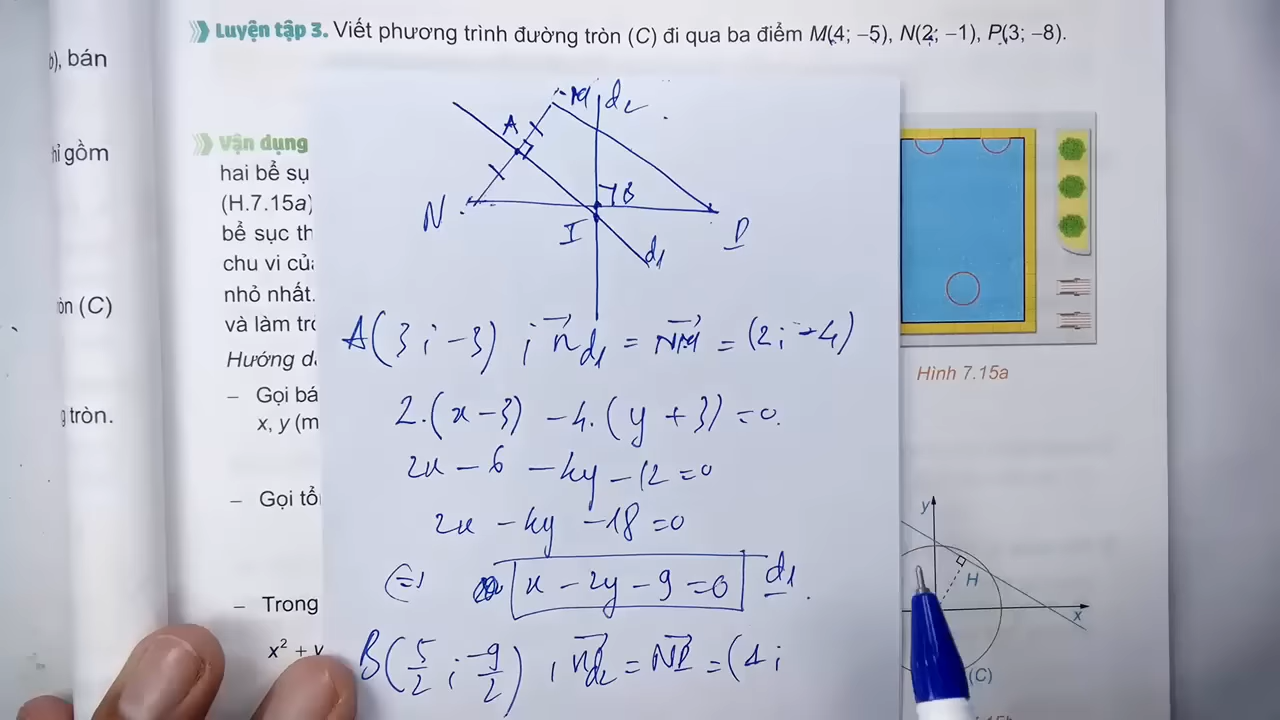 Luyện tập 3. Viết phương trình đường tròn (C) đi qua ba điểm M(4; –5), N(2; –1), P(3; –8).
), bán
hỉ gồm
òn (C)
g tròn.
Vận dụng
hai bể sụ
(H.7.15a)
bể sục th
chu vi củ
nhỏ nhất.
và làm trò
Hướng d
– Gọi bá
x, y (m
– Gọi tổ
– Trong
x² + y
M
d₂
A
B
N
I
P
d₁
A(3; -3) ; n⃗d₁ = NM⃗ = (2; -4)
2.(x-3) -4.(y+3) =0.
2x - 6 - 4y - 12 =0
2x - 4y - 18 =0
(=) x - 2y - 9 =0 d₁.
B(5/2; -9/2) , n⃗d₂ = NP⃗ = (1;
Hình 7.15a
y
H
x
(C)